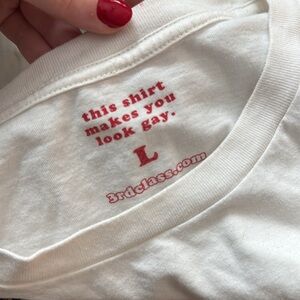 this shirt
makes you
look gay.
L
3rdclass.com